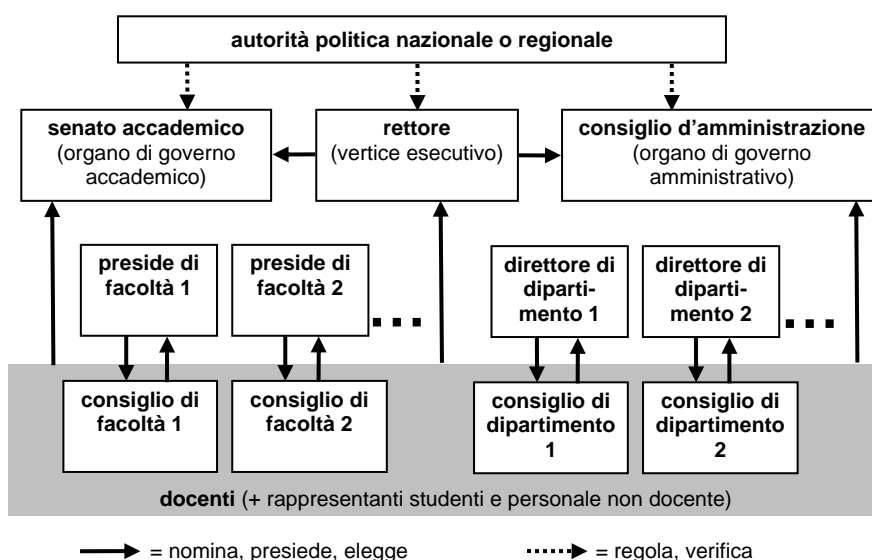 autorità politica nazionale o regionale
senato accademico
(organo di governo
accademico)
rettore
(vertice esecutivo)
consiglio d'amministrazione
(organo di governo
amministrativo)
preside di
facoltà 1
preside di
facoltà 2
...
direttore di
diparti-
mento 1
direttore di
diparti-
mento 2
...
consiglio di
facoltà 1
consiglio di
facoltà 2
consiglio di
dipartimento
1
consiglio di
dipartimento
2
docenti (+ rappresentanti studenti e personale non docente)
= nomina, presiede, elegge
= regola, verifica